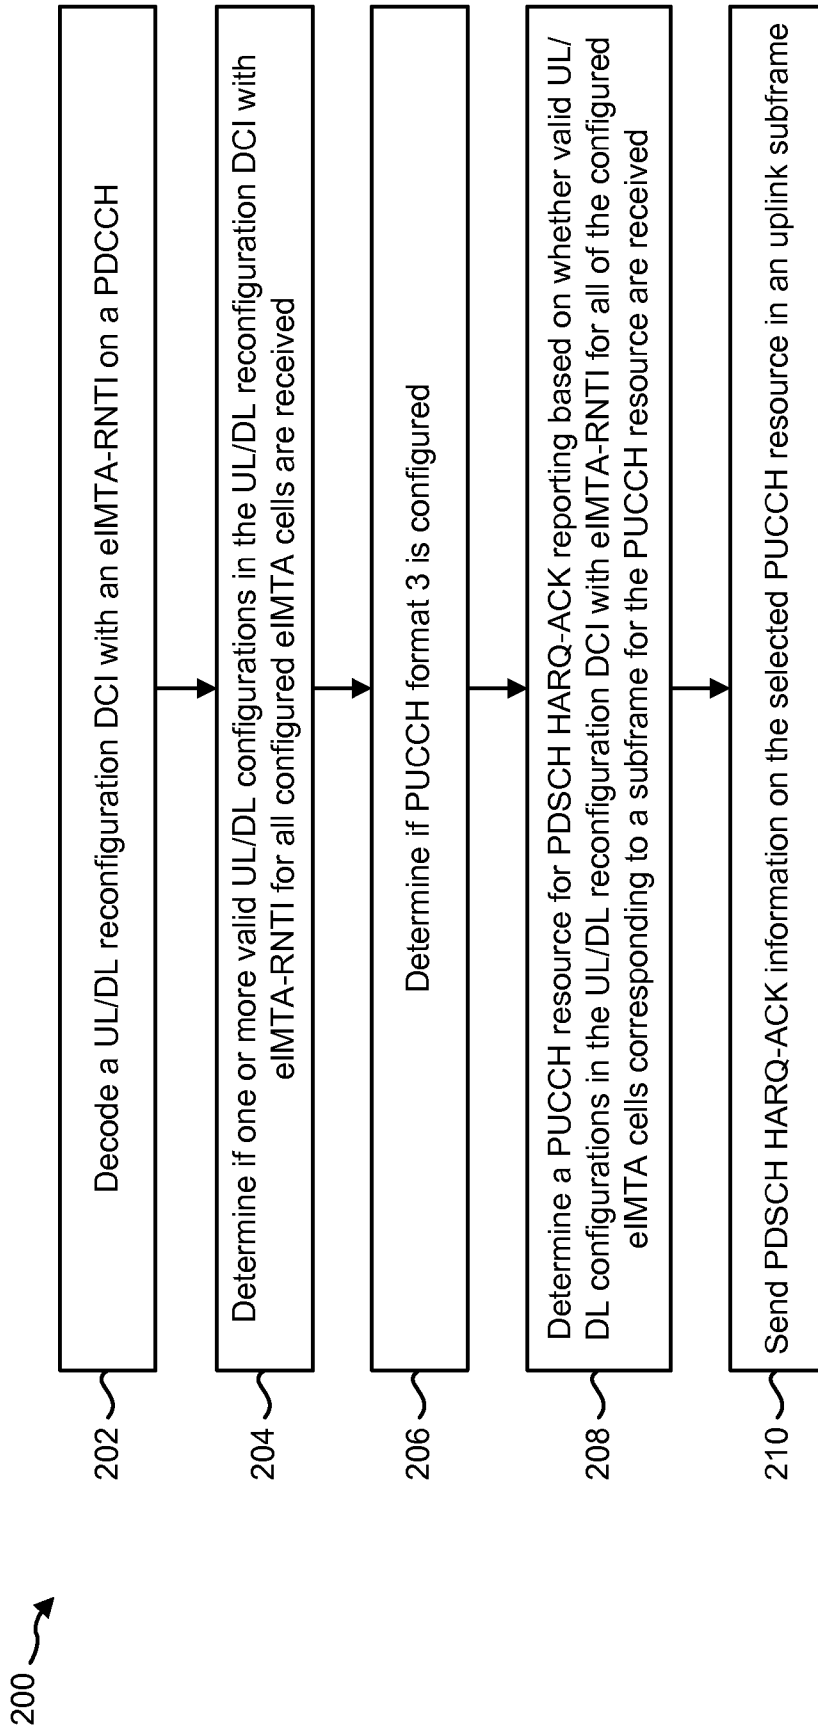 200
202
Decode a UL/DL reconfiguration DCI with an eIMTA-RNTI on a PDCCH
204
Determine if one or more valid UL/DL configurations in the UL/DL reconfiguration DCI with
eIMTA-RNTI for all configured eIMTA cells are received
206
Determine if PUCCH format 3 is configured
208
Determine a PUCCH resource for PDSCH HARQ-ACK reporting based on whether valid UL/
DL configurations in the UL/DL reconfiguration DCI with eIMTA-RNTI for all of the configured
eIMTA cells corresponding to a subframe for the PUCCH resource are received
210
Send PDSCH HARQ-ACK information on the selected PUCCH resource in an uplink subframe